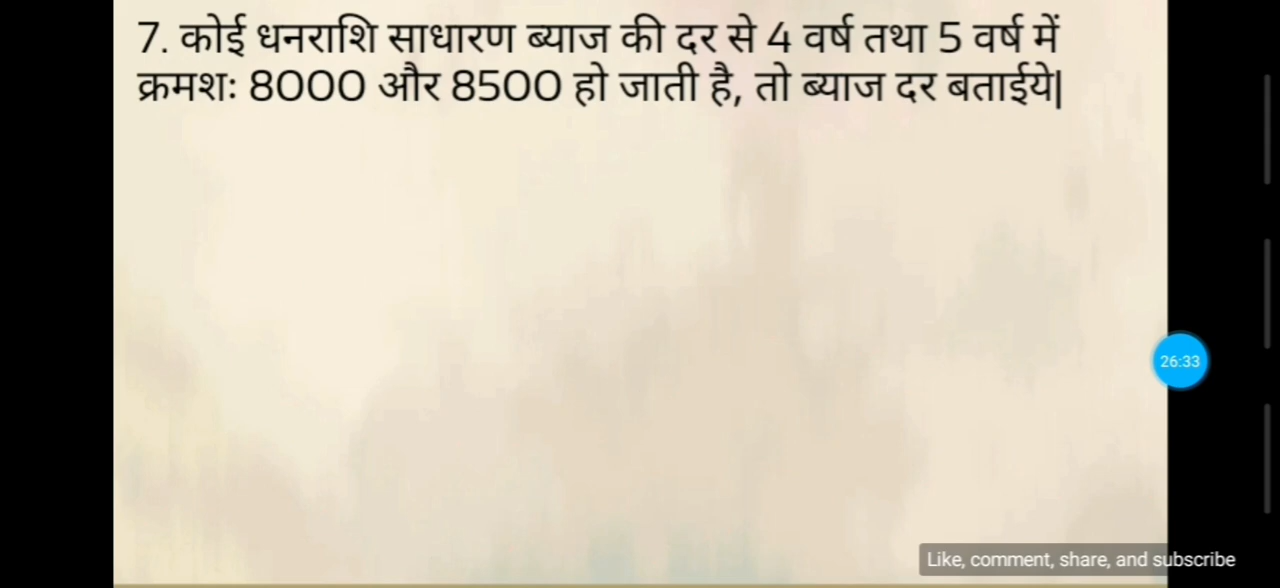 7. कोई धनराशि साधारण ब्याज की दर से 4 वर्ष तथा 5 वर्ष में
क्रमशः 8000 और 8500 हो जाती है, तो ब्याज दर बताईये|
26:33
Like, comment, share, and subscribe